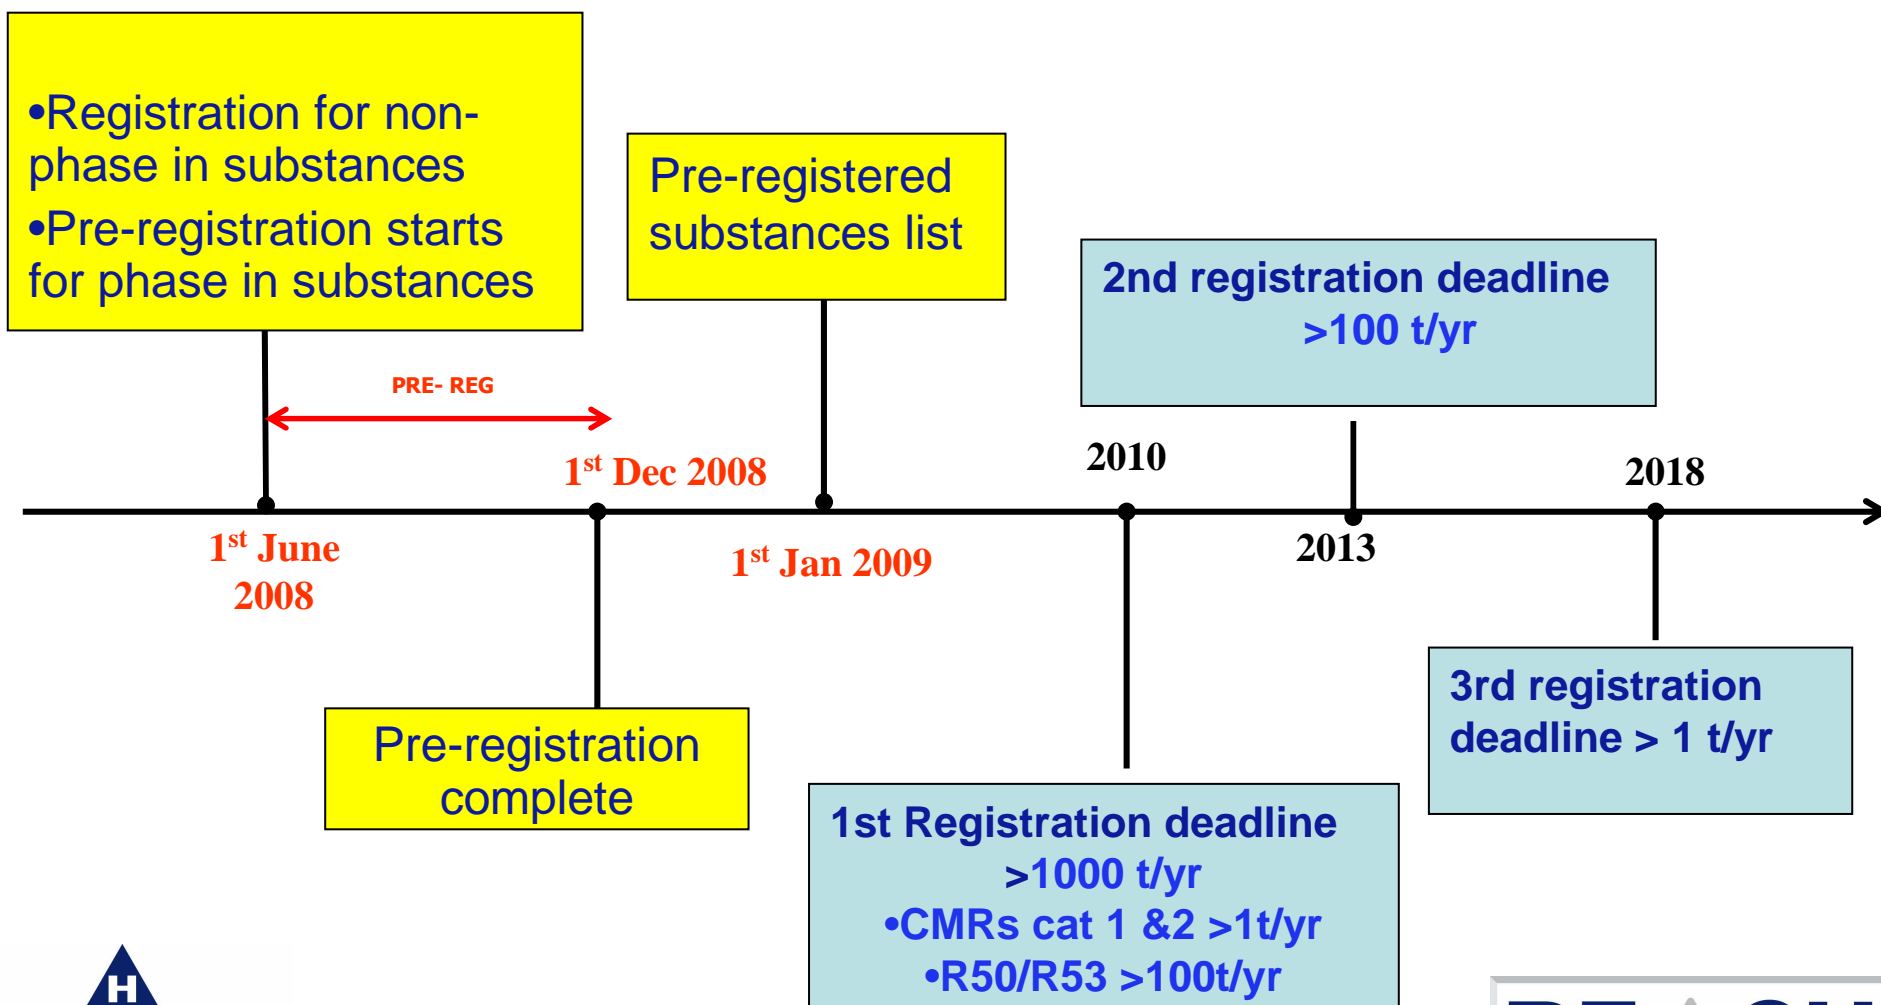 •Registration for non-
phase in substances
•Pre-registration starts
for phase in substances
Pre-registered
substances list
2nd registration deadline
>100 t/yr
PRE- REG
1st Dec 2008
2010
2018
1st June
2008
1st Jan 2009
2013
Pre-registration
complete
3rd registration
deadline > 1 t/yr
1st Registration deadline
>1000 t/yr
•CMRs cat 1 &2 >1t/yr
•R50/R53 >100t/yr
H